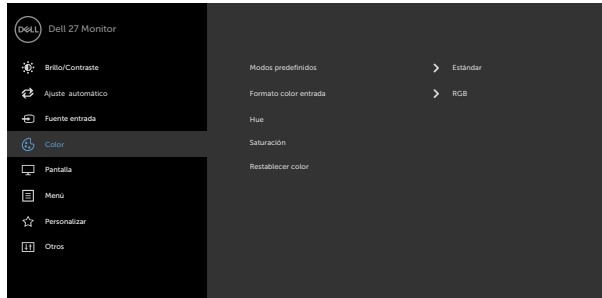 DELL
Dell 27 Monitor
Brillo/Contraste
Modos predefinidos
Estándar
Ajuste automático
Formato color entrada
RGB
Fuente entrada
Hue
Color
Saturación
Pantalla
Restablecer color
Menú
Personalizar
Otros